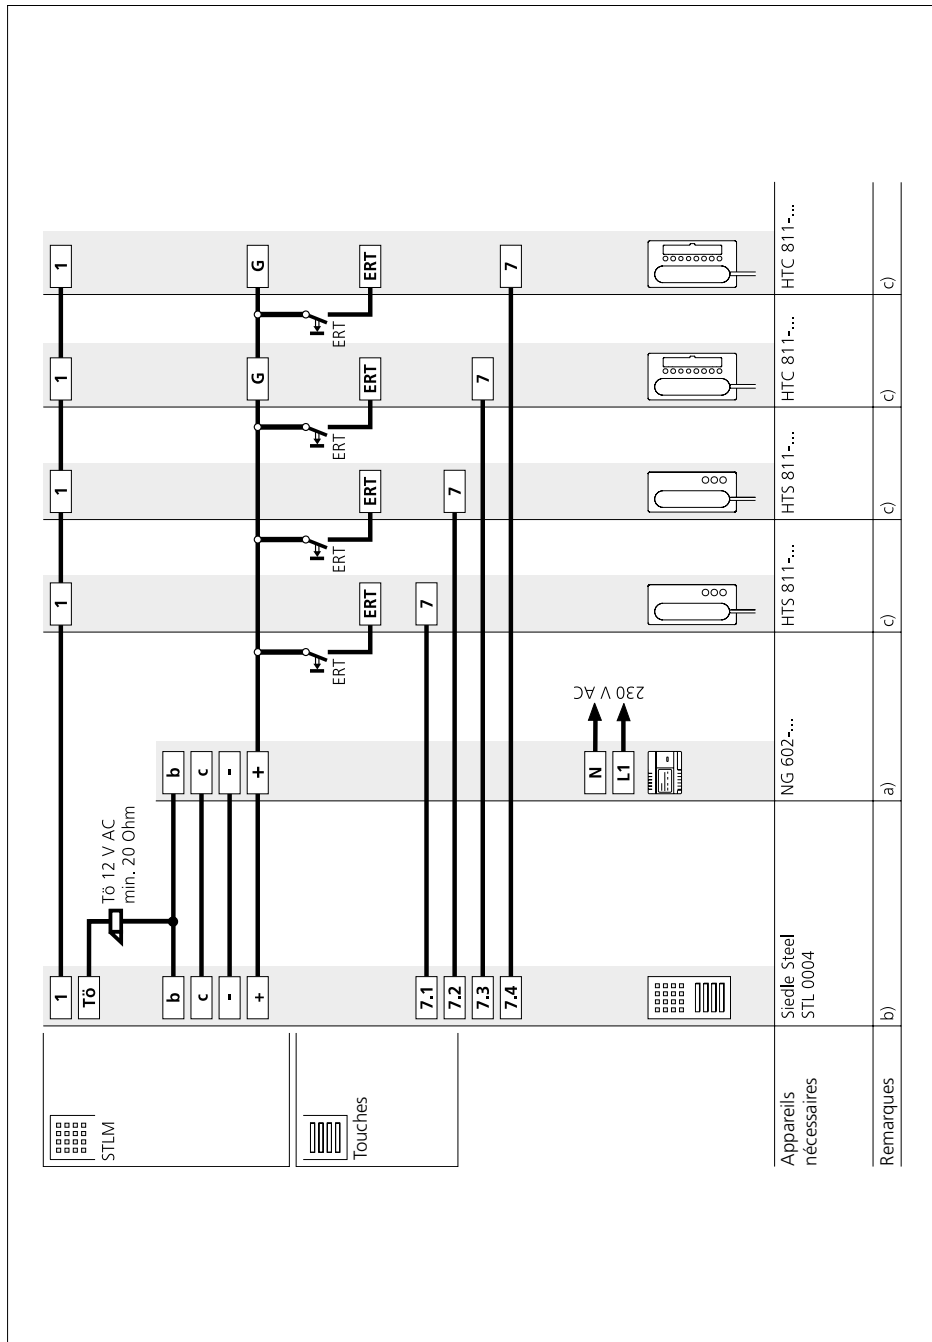 1 1 1 1 1
Tö
STLM
Tö 12 V AC
min. 20 Ohm
b b
c c
- -
+ + G G
ERT ERT ERT ERT
Touches
ERT ERT ERT ERT
7.1 7
7.2 7
7.3 7
7.4 7
N
L1
230 V AC
Appareils
nécessaires
Siedle Steel
STL 0004
NG 602-...
HTS 811-...
HTS 811-...
HTC 811-...
HTC 811-...
Remarques b) a) c) c) c) c)